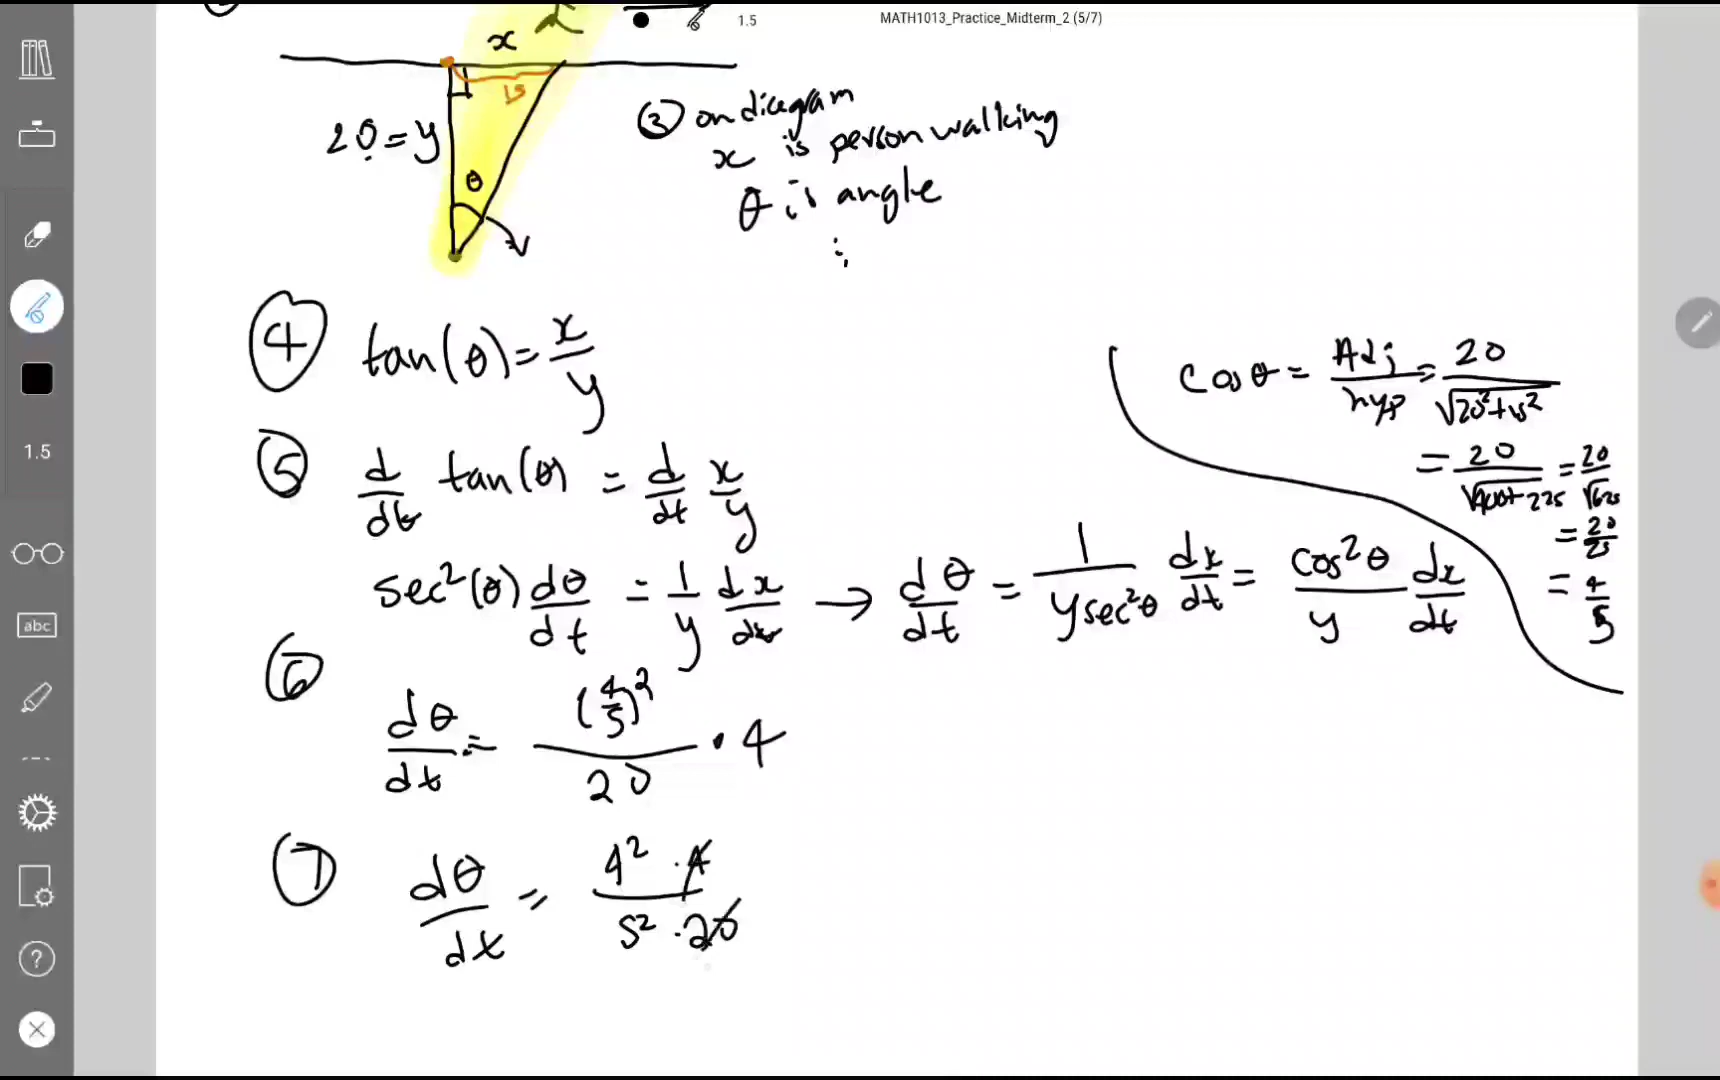 1.5 MATH1013_Practice_Midterm_2 (5/7)
x
15
20=y
θ
③ on diagram
x is person walking
θ is angle
⋮
④ tan(θ)=x/y
⑤ d/dt tan(θ) = d/dt x/y
sec²(θ) dθ/dt = 1/y dx/dt → dθ/dt = 1/(y sec²θ) dx/dt = cos²θ/y dx/dt
cosθ = Adj/hyp = 20/√(20²+15²)
= 20/√(400+225) = 20/√625
= 20/25
= 4/5
⑥ dθ/dt = (4/5)²/20 · 4
⑦ dθ/dt = 4²·4/5²·20
1.5
abc
?